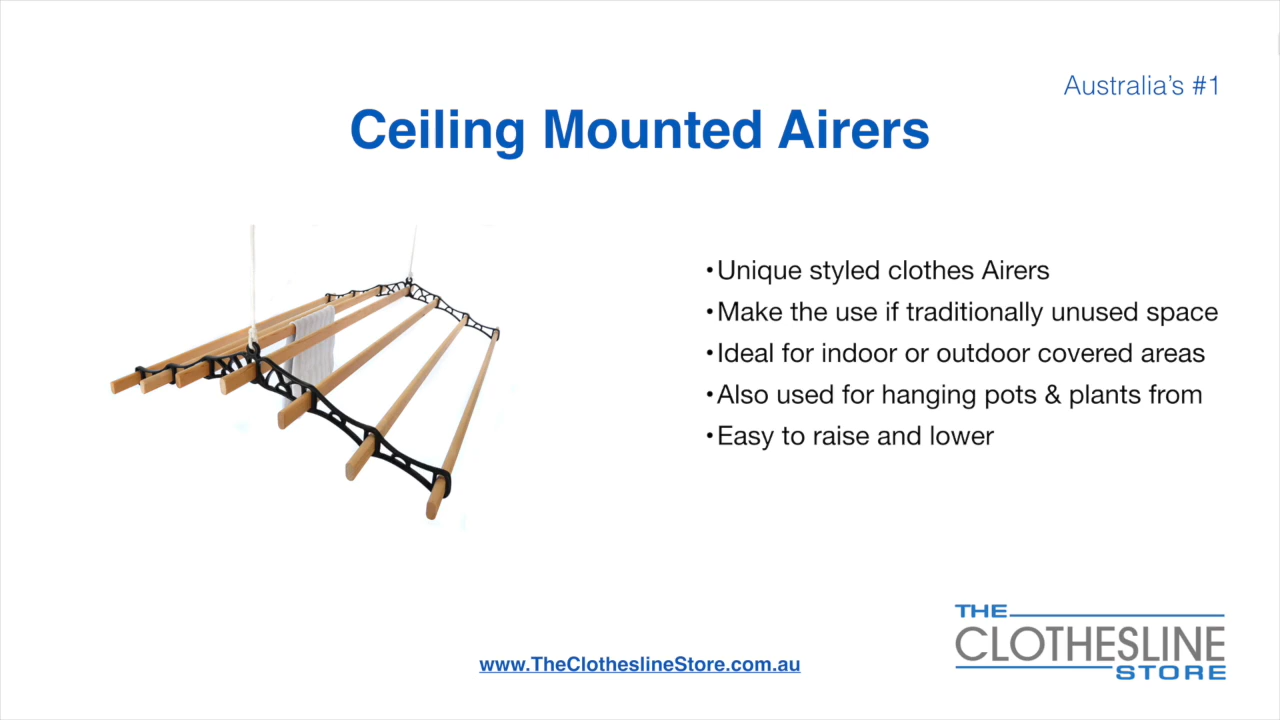 Australia's #1
Ceiling Mounted Airers
•Unique styled clothes Airers
•Make the use if traditionally unused space
•Ideal for indoor or outdoor covered areas
•Also used for hanging pots & plants from
•Easy to raise and lower
www.TheClotheslineStore.com.au
THE
CLOTHESLINE
STORE